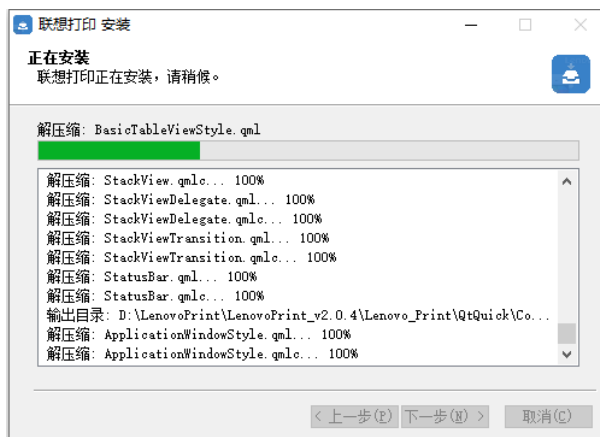 联想打印 安装
正在安装
联想打印正在安装，请稍候。
解压缩: BasicTableViewStyle.qml
解压缩: StackView.qmlc... 100%
解压缩: StackViewDelegate.qml... 100%
解压缩: StackViewDelegate.qmlc... 100%
解压缩: StackViewTransition.qml... 100%
解压缩: StackViewTransition.qmlc... 100%
解压缩: StatusBar.qml... 100%
解压缩: StatusBar.qmlc... 100%
输出目录: D:\LenovoPrint\LenovoPrint_v2.0.4\Lenovo_Print\QtQuick\Co...
解压缩: ApplicationWindowStyle.qml... 100%
解压缩: ApplicationWindowStyle.qmlc... 100%
< 上一步(P) 下一步(N) > 取消(C)